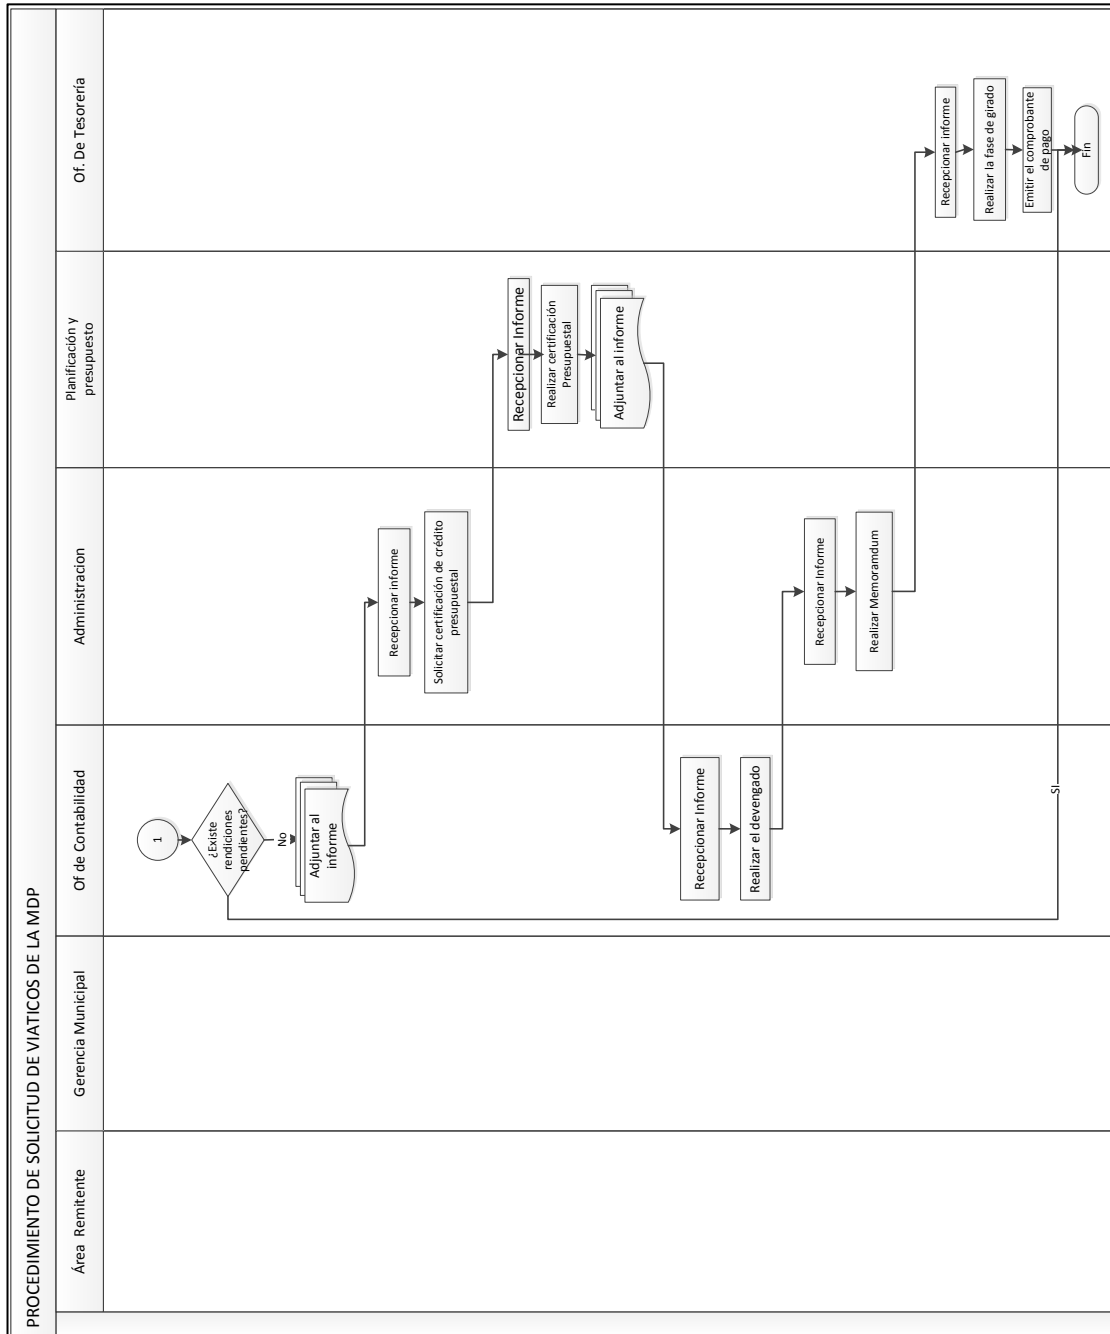 PROCEDIMIENTO DE SOLICITUD DE VIATICOS DE LA MDP
Área Remitente
Gerencia Municipal
Of de Contabilidad
Administracion
Planificación y
presupuesto
Of. De Tesorería
1
¿Existe
rendiciones
pendientes?
No
Adjuntar al
informe
Recepcionar informe
Solicitar certificación de crédito
presupuestal
Recepcionar Informe
Realizar certificación
Presupuestal
Adjuntar al informe
Recepcionar Informe
Realizar el devengado
Recepcionar Informe
Realizar Memoramdum
Recepcionar informe
Realizar la fase de girado
Emitir el comprobante
de pago
SI
Fin